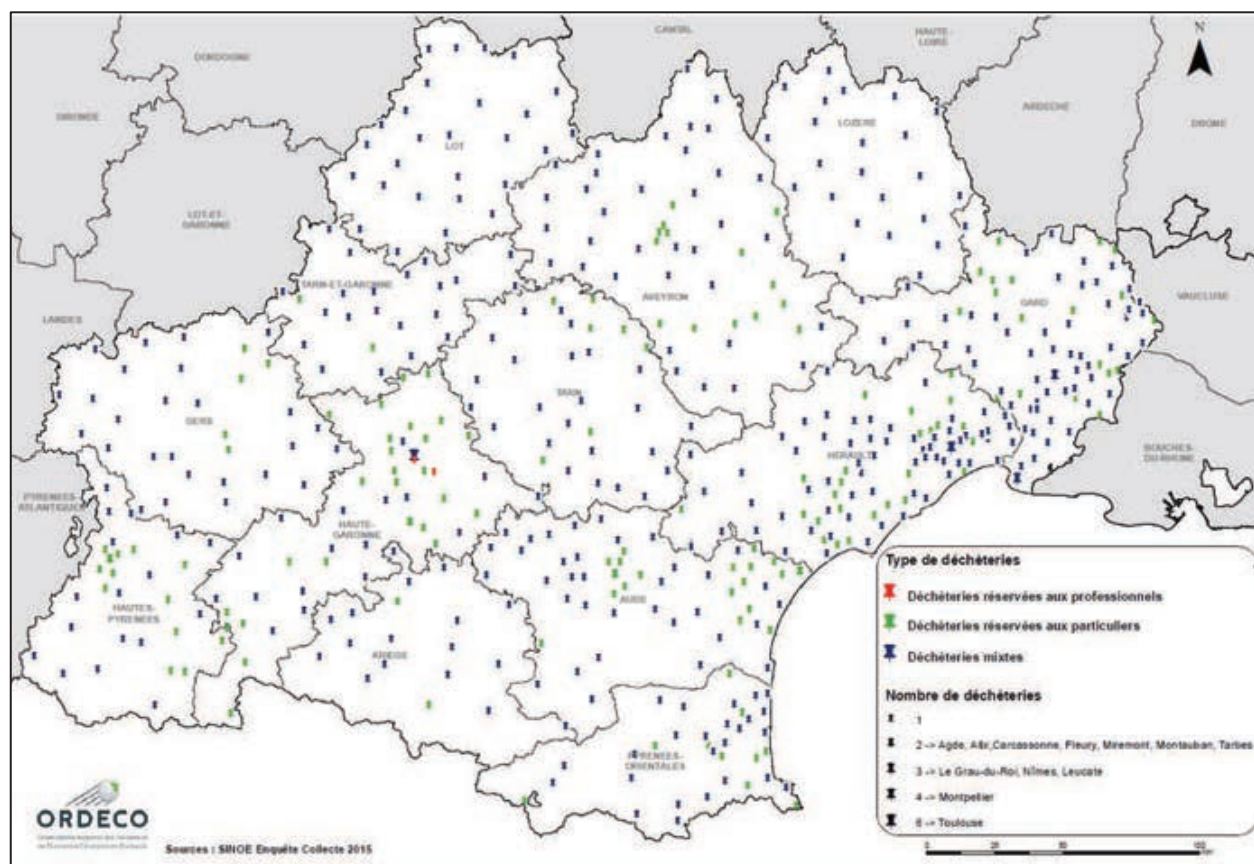 CANTAL
HAUTE-
LOIRE
N
DORDOGNE
ARDECHE
GIRONDE
DROME
LOZERE
LOT
LOT-ET-
GARONNE
TARN-ET-GARONNE
AVEYRON
GARD
VAUCLUSE
LANDES
TARN
GERS
BOUCHES-
DU-RHONE
HERAULT
PYRENEES-
ATLANTIQUES
HAUTE-
GARONNE
AUDE
HAUTES-
PYRENEES
ARIEGE
PYRENEES-
ORIENTALES
Type de déchèteries
Déchèteries réservées aux professionnels
Déchèteries réservées aux particuliers
Déchèteries mixtes
Nombre de déchèteries
1
2 -> Agde, Albi,Carcassonne, Fleury, Miremont, Montauban, Tarbes
3 -> Le Grau-du-Roi, Nîmes, Leucate
4 -> Montpellier
6 -> Toulouse
ORDECO
Sources : SINOE Enquête Collecte 2015
0 25 50 100